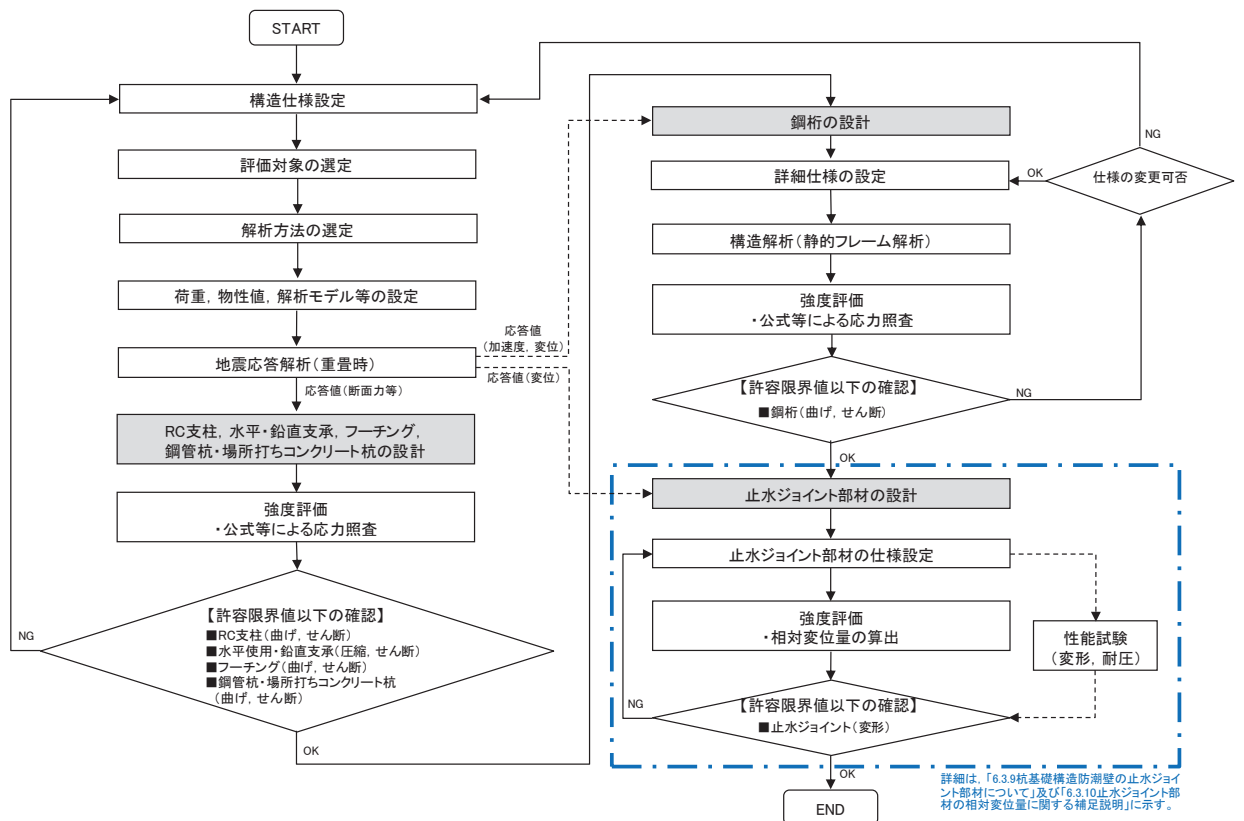 START
構造仕様設定
評価対象の選定
解析方法の選定
荷重，物性値，解析モデル等の設定
地震応答解析（重畳時）
応答値（断面力等）
RC支柱，水平・鉛直支承，フーチング，
鋼管杭・場所打ちコンクリート杭の設計
強度評価
・公式等による応力照査
【許容限界値以下の確認】
■RC支柱（曲げ，せん断）
■水平使用・鉛直支承（圧縮，せん断）
■フーチング（曲げ，せん断）
■鋼管杭・場所打ちコンクリート杭
（曲げ，せん断）
NG
OK
応答値
（加速度，変位）
応答値（変位）
鋼桁の設計
詳細仕様の設定
OK
仕様の変更可否
NG
構造解析（静的フレーム解析）
強度評価
・公式等による応力照査
【許容限界値以下の確認】
■鋼桁（曲げ，せん断）
NG
OK
止水ジョイント部材の設計
止水ジョイント部材の仕様設定
強度評価
・相対変位量の算出
性能試験
（変形，耐圧）
【許容限界値以下の確認】
■止水ジョイント（変形）
NG
OK
END
詳細は，「6.3.9杭基礎構造防潮壁の止水ジョイ
ント部材について」及び「6.3.10止水ジョイント部
材の相対変位量に関する補足説明」に示す。